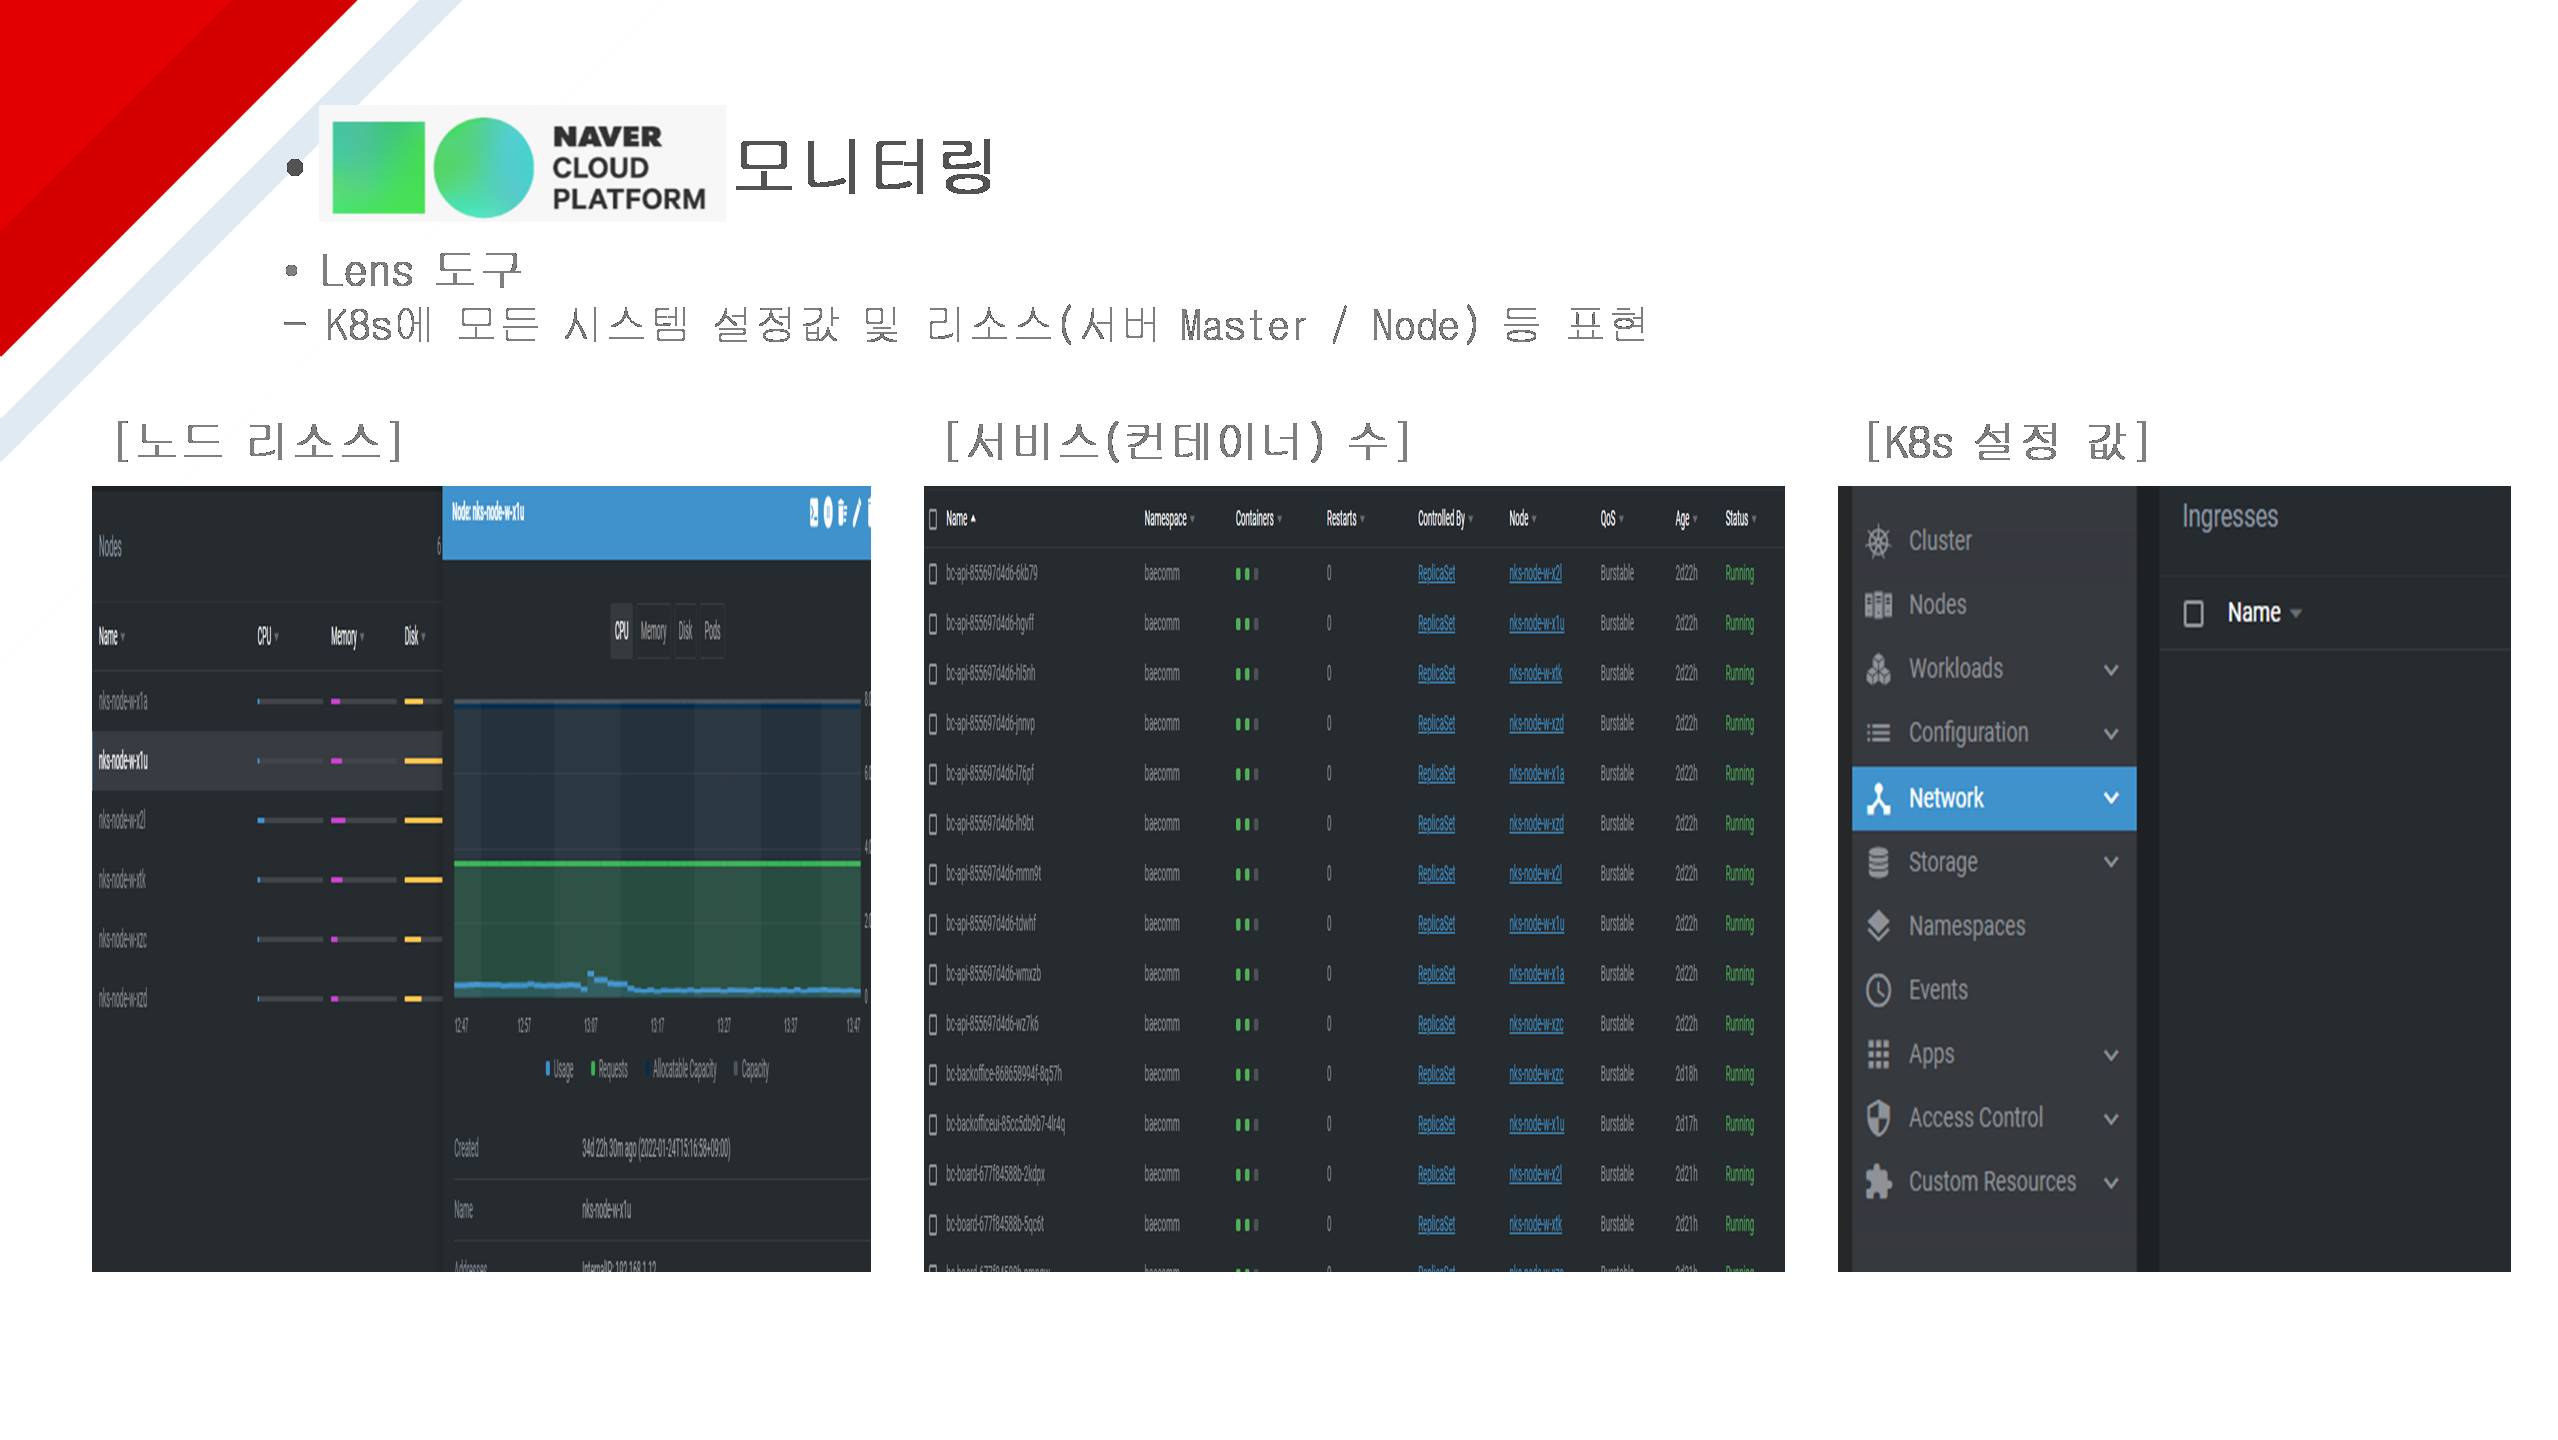 • NAVER CLOUD PLATFORM 모니터링
• Lens 도구
- K8s에 모든 시스템 설정값 및 리소스(서버 Master / Node) 등 표현
[노드 리소스]
Nodes 6
Name CPU Memory Disk
nks-node-w-x1a
nks-node-w-x1u
nks-node-w-x2l
nks-node-w-xtk
nks-node-w-xzc
nks-node-w-xzd
Node: nks-node-w-x1u
CPU Memory Disk Pods
0
12:47 12:57 13:07 13:17 13:27 13:37 13:47
Usage Requests Allocatable Capacity Capacity
Created 34d 22h 30m ago (2022-01-24T15:16:58+09:00)
Name nks-node-w-x1u
Addresses InternalIP: 192.168.1.12
[서비스(컨테이너) 수]
Name Namespace Containers Restarts Controlled By Node QoS Age Status
bc-api-855697d4d6-6kb79 baecomm 0 ReplicaSet nks-node-w-x2l Burstable 2d22h Running
bc-api-855697d4d6-hgvff baecomm 0 ReplicaSet nks-node-w-x1u Burstable 2d22h Running
bc-api-855697d4d6-hl5nh baecomm 0 ReplicaSet nks-node-w-xtk Burstable 2d22h Running
bc-api-855697d4d6-jnnvp baecomm 0 ReplicaSet nks-node-w-xzd Burstable 2d22h Running
bc-api-855697d4d6-l76pf baecomm 0 ReplicaSet nks-node-w-x1a Burstable 2d22h Running
bc-api-855697d4d6-lh9bt baecomm 0 ReplicaSet nks-node-w-xzd Burstable 2d22h Running
bc-api-855697d4d6-mmn9t baecomm 0 ReplicaSet nks-node-w-x2l Burstable 2d22h Running
bc-api-855697d4d6-tdwhf baecomm 0 ReplicaSet nks-node-w-x1u Burstable 2d22h Running
bc-api-855697d4d6-wmxzb baecomm 0 ReplicaSet nks-node-w-x1a Burstable 2d22h Running
bc-api-855697d4d6-wz7k6 baecomm 0 ReplicaSet nks-node-w-xzc Burstable 2d22h Running
bc-backoffice-868658994f-8q57h baecomm 0 ReplicaSet nks-node-w-xzc Burstable 2d18h Running
bc-backofficeui-85cc5db9b7-4lr4q baecomm 0 ReplicaSet nks-node-w-x1u Burstable 2d17h Running
bc-board-677f84588b-2kdpx baecomm 0 ReplicaSet nks-node-w-x2l Burstable 2d21h Running
bc-board-677f84588b-5qc6t baecomm 0 ReplicaSet nks-node-w-xtk Burstable 2d21h Running
[K8s 설정 값]
Cluster
Nodes
Workloads
Configuration
Network
Storage
Namespaces
Events
Apps
Access Control
Custom Resources
Ingresses
Name